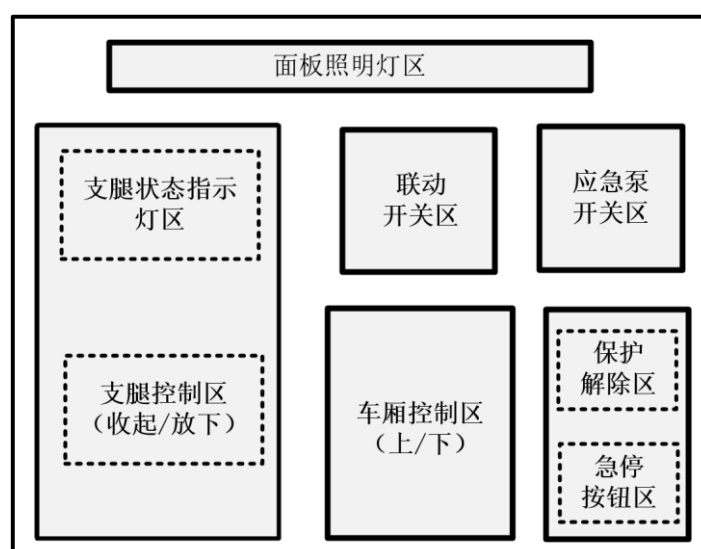 面板照明灯区
支腿状态指示
灯区
联动
开关区
应急泵
开关区
支腿控制区
（收起/放下）
车厢控制区
（上/下）
保护
解除区
急停
按钮区